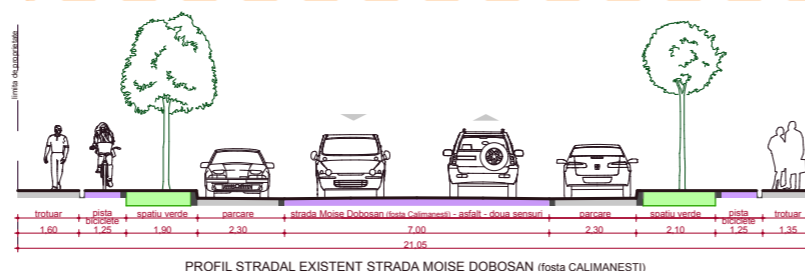 limita de proprietate
trotuar pista biciclete spatiu verde parcare strada Moise Dobosan (fosta Calimanesti) - asfalt - doua sensuri parcare spatiu verde pista biciclete trotuar
1.60 1.25 1.90 2.30 7.00 2.30 2.10 1.25 1.35
21.05
PROFIL STRADAL EXISTENT STRADA MOISE DOBOSAN (fosta CALIMANESTI)